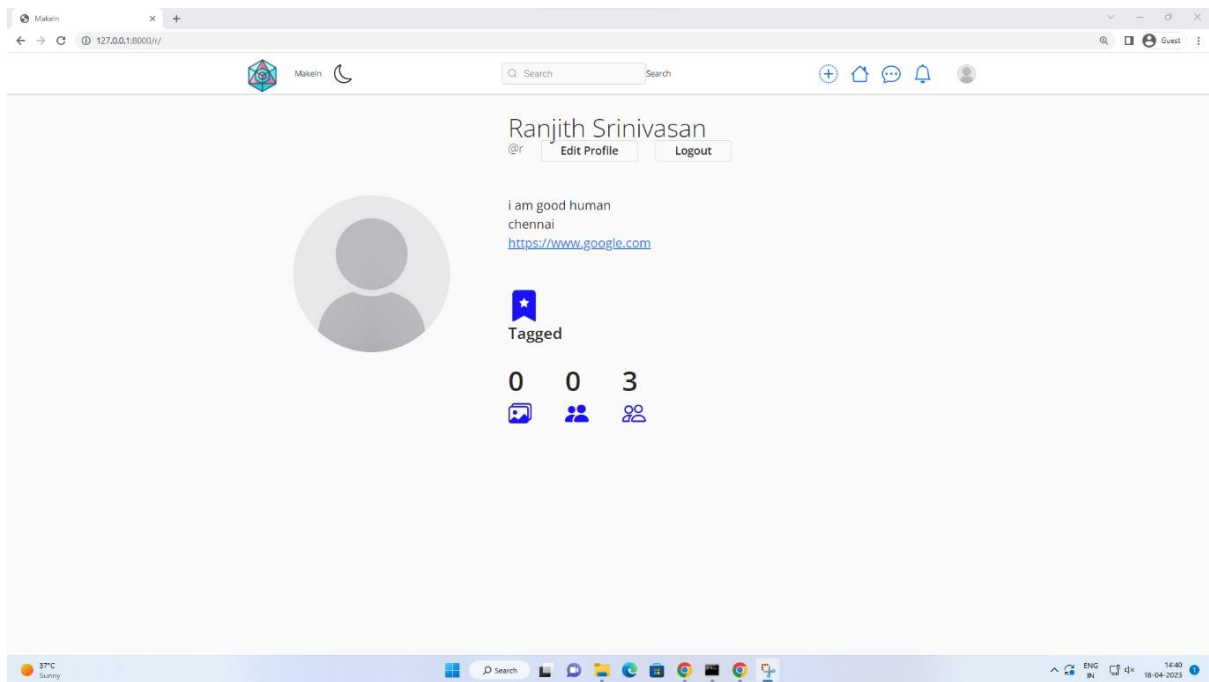 Makein
127.0.0.1:8000/r/
Guest
Makein
Search
Search
Ranjith Srinivasan
@r
Edit Profile
Logout
i am good human
chennai
https://www.google.com
Tagged
0 0 3
37°C
Sunny
Search
ENG
IN
14:40
18-04-2023
1